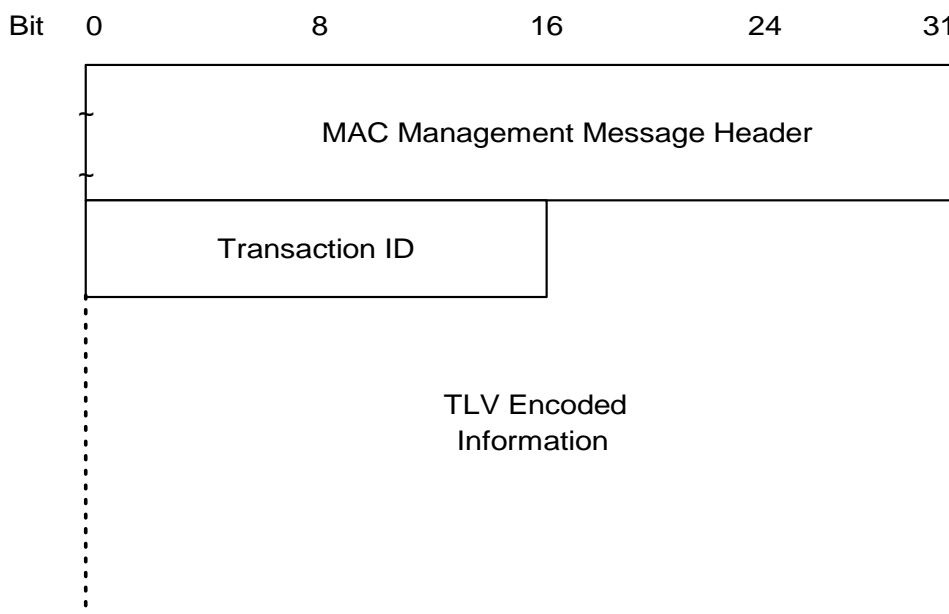 Bit 0 8 16 24 31
MAC Management Message Header
~
~
Transaction ID
TLV Encoded
Information